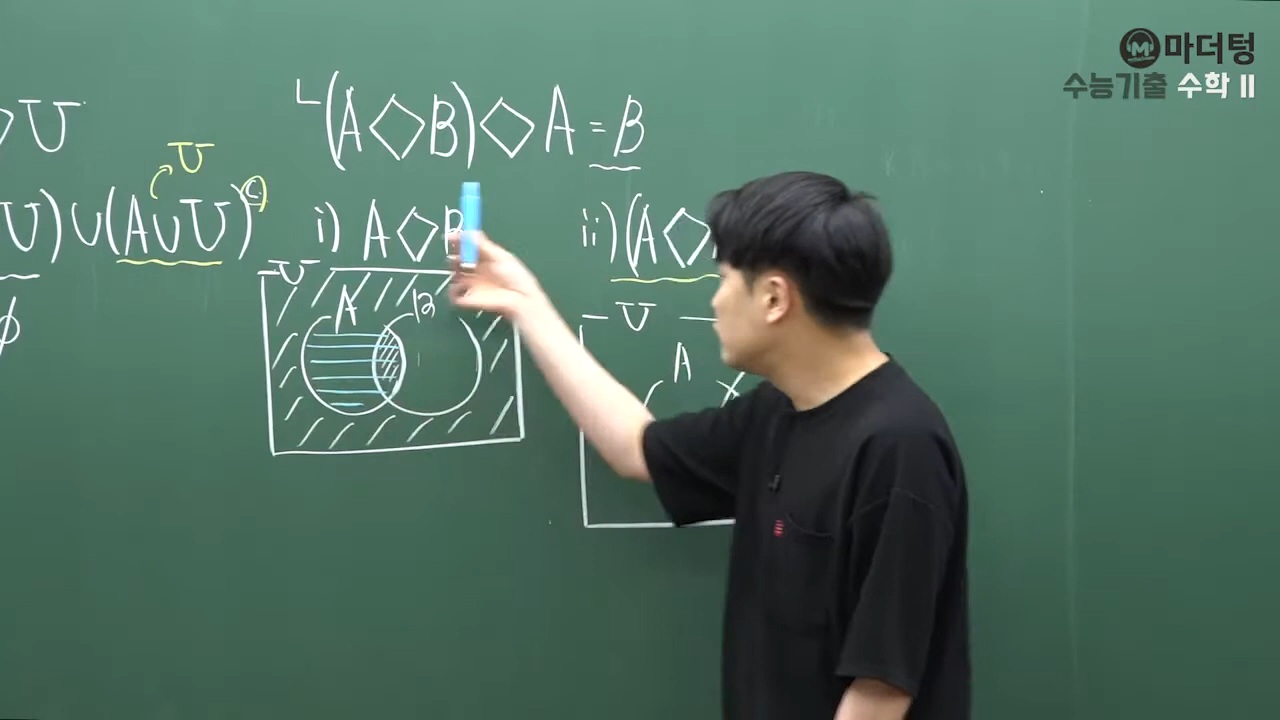 마더텅
수능기출 수학 II
ㄴ (A◇B)◇A = B
◇U
U
U)∪(A∪U)ᶜ
i) A◇B
ii) (A◇
U
A
B
U
A
φ